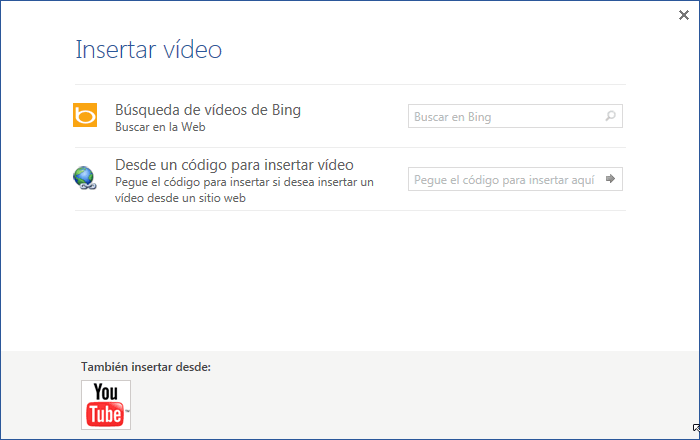 Insertar vídeo
Búsqueda de vídeos de Bing
Buscar en la Web
Buscar en Bing
Desde un código para insertar vídeo
Pegue el código para insertar si desea insertar un
vídeo desde un sitio web
Pegue el código para insertar aquí
También insertar desde:
You
Tube™